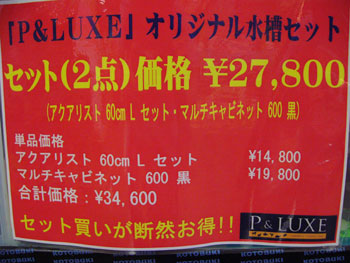 『P&LUXE』オリジナル水槽セット
セット(2点)価格 ¥27,800
(アクアリスト 60cm L セット・マルチキャビネット 600 黒)
単品価格
アクアリスト 60cm L セット ¥14,800
マルチキャビネット 600 黒 ¥19,800
合計価格：¥34,600
セット買いが断然お得!!
P & LUXE
KOTOBUKI KOTOBUKI KOTOBUKI KOTOBUKI KOTOBUKI